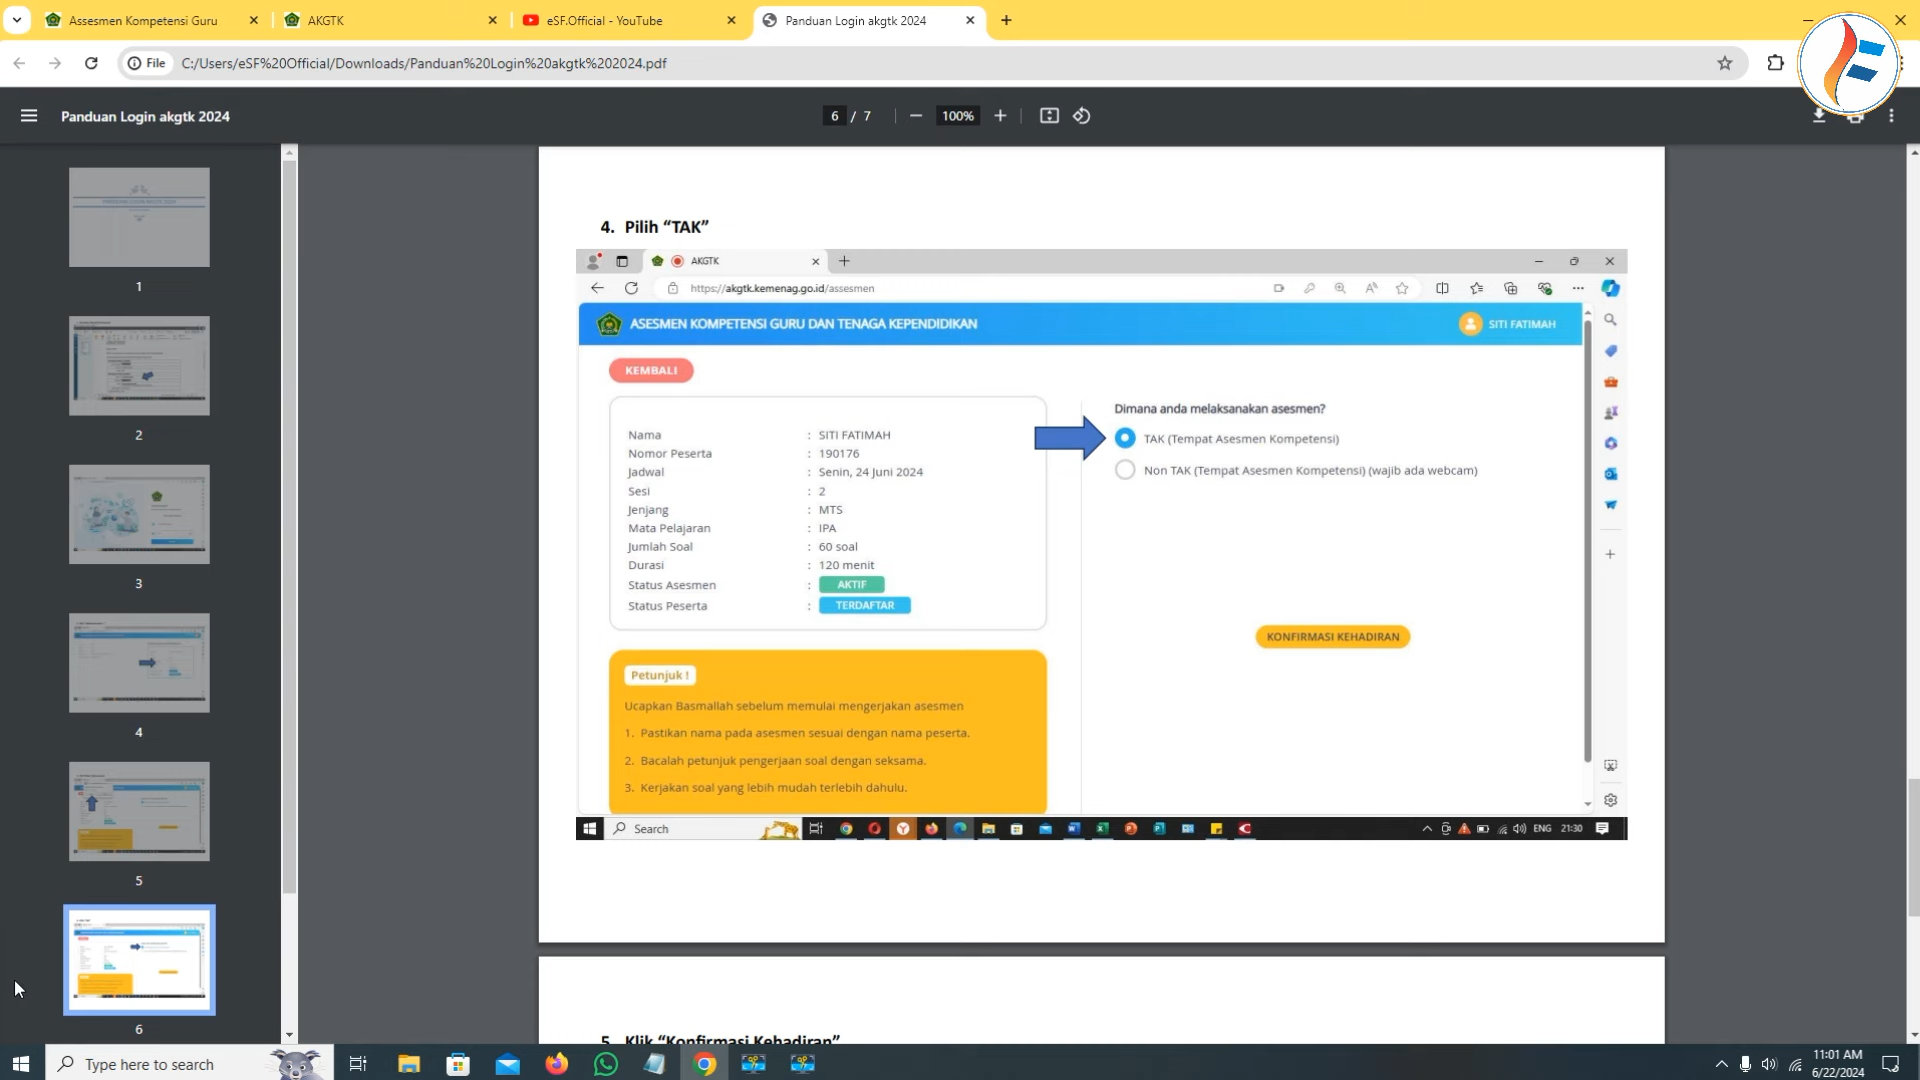 Assesmen Kompetensi Guru
AKGTK
eSF.Official - YouTube
Panduan Login akgtk 2024
File
C:/Users/eSF%20Official/Downloads/Panduan%20Login%20akgtk%202024.pdf
Panduan Login akgtk 2024
6 / 7
100%
1
2
3
4
5
6
4. Pilih “TAK”
AKGTK
https://akgtk.kemenag.go.id/assesmen
ASESMEN KOMPETENSI GURU DAN TENAGA KEPENDIDIKAN
SITI FATIMAH
KEMBALI
Nama : SITI FATIMAH
Nomor Peserta : 190176
Jadwal : Senin, 24 Juni 2024
Sesi : 2
Jenjang : MTS
Mata Pelajaran : IPA
Jumlah Soal : 60 soal
Durasi : 120 menit
Status Asesmen : AKTIF
Status Peserta : TERDAFTAR
Dimana anda melaksanakan asesmen?
TAK (Tempat Asesmen Kompetensi)
Non TAK (Tempat Asesmen Kompetensi) (wajib ada webcam)
KONFIRMASI KEHADIRAN
Petunjuk !
Ucapkan Basmallah sebelum memulai mengerjakan asesmen
1. Pastikan nama pada asesmen sesuai dengan nama peserta.
2. Bacalah petunjuk pengerjaan soal dengan seksama.
3. Kerjakan soal yang lebih mudah terlebih dahulu.
Search
ENG
21:30
5. Klik “Konfirmasi Kehadiran”
Type here to search
11:01 AM
6/22/2024